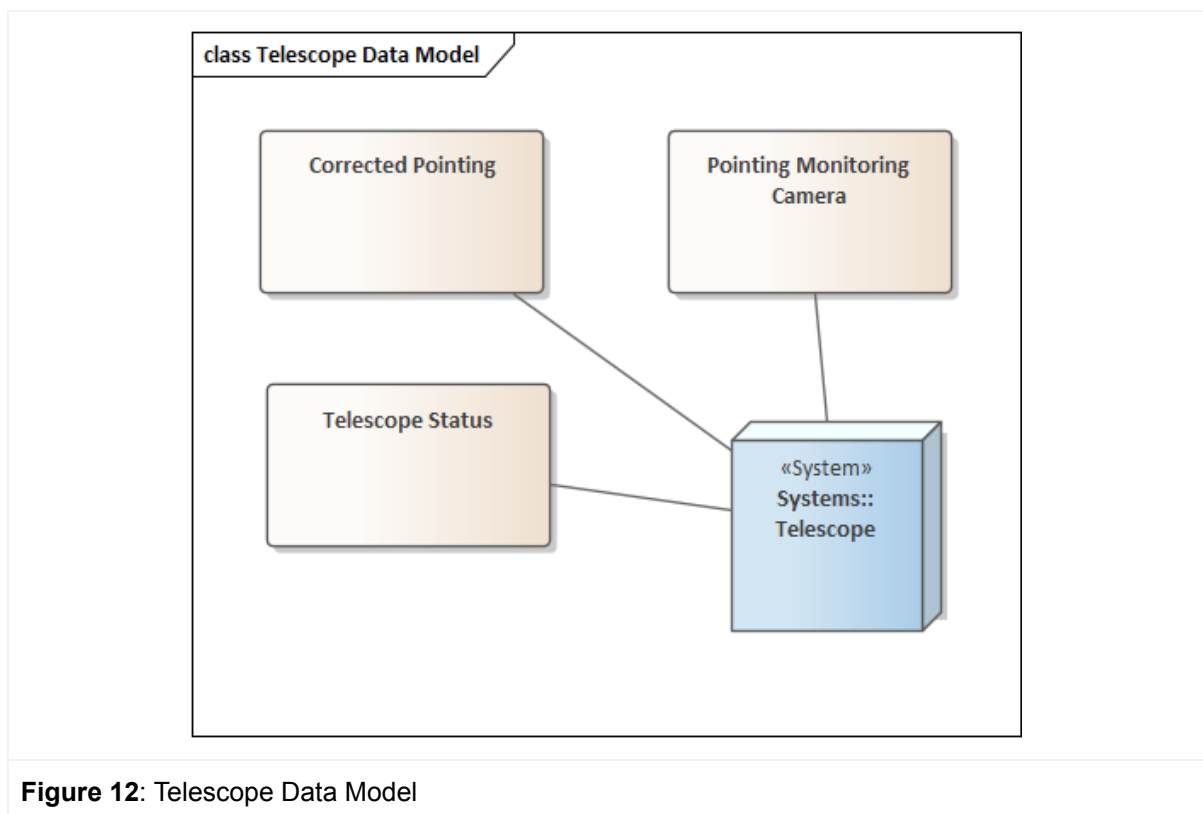 class Telescope Data Model
Corrected Pointing
Pointing Monitoring
Camera
Telescope Status
«System»
Systems::
Telescope
Figure 12: Telescope Data Model